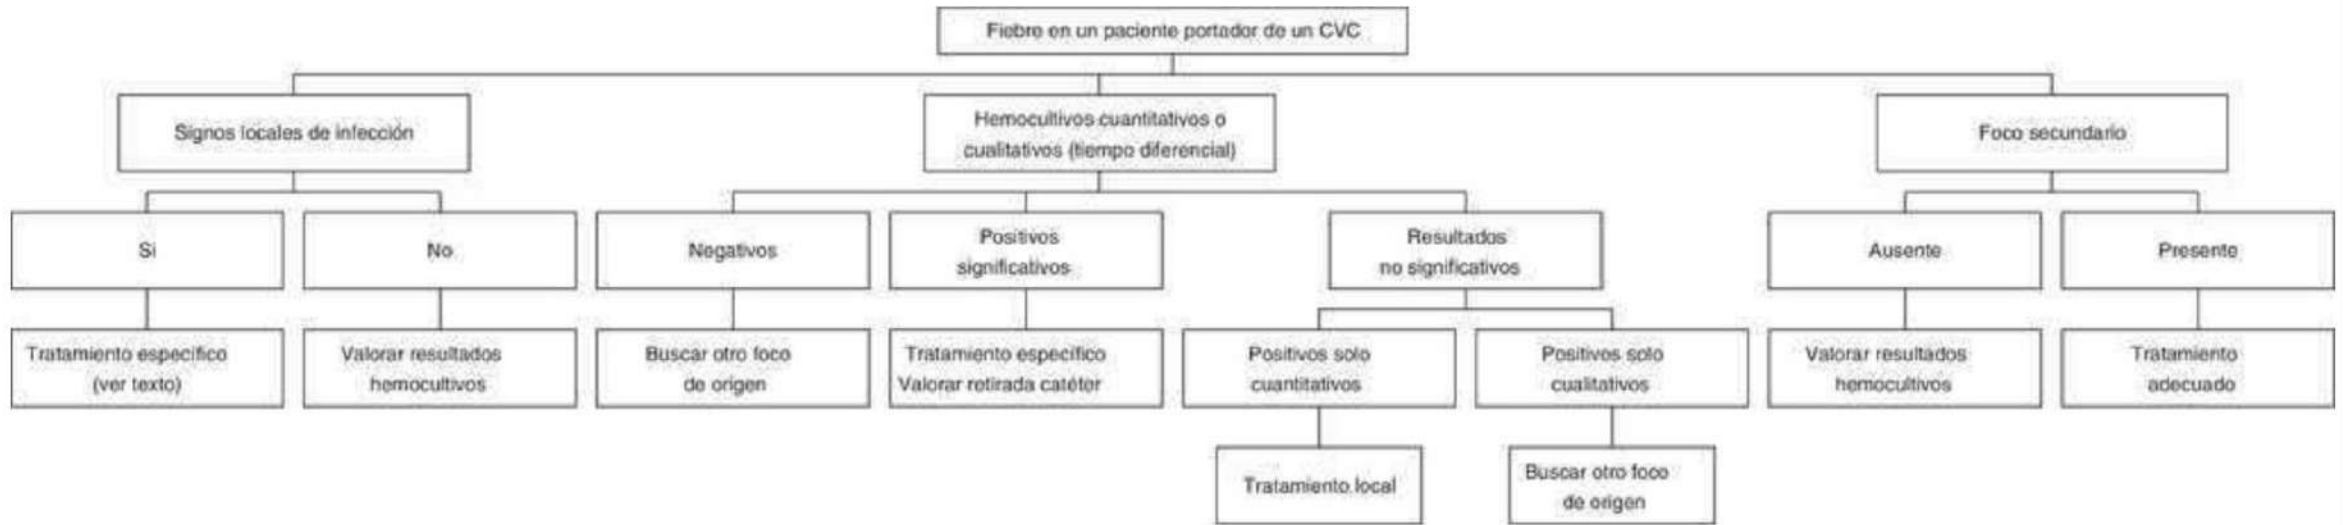 Fiebre en un paciente portador de un CVC
Signos locales de infección
Hemocultivos cuantitativos o
cualitativos (tiempo diferencial)
Foco secundario
Si
No
Negativos
Positivos
significativos
Resultados
no significativos
Ausente
Presente
Tratamiento específico
(ver texto)
Valorar resultados
hemocultivos
Buscar otro foco
de origen
Tratamiento específico
Valorar retirada catéter
Positivos solo
cuantitativos
Positivos solo
cualitativos
Valorar resultados
hemocultivos
Tratamiento
adecuado
Tratamiento local
Buscar otro foco
de origen